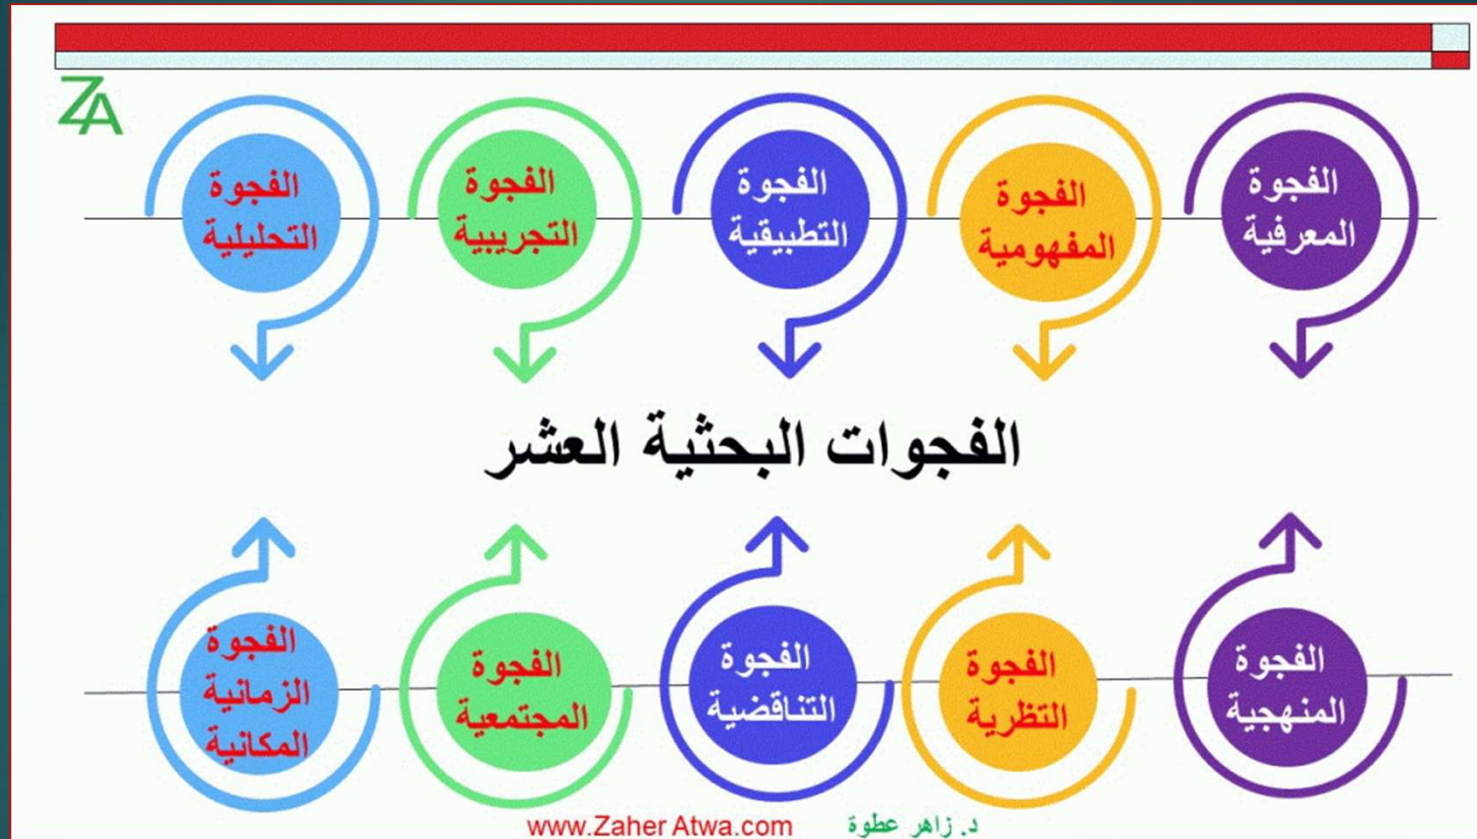 ZA
الفجوة
المعرفية
الفجوة
المفهومية
الفجوة
التطبيقية
الفجوة
التجريبية
الفجوة
التحليلية
الفجوات البحثية العشر
الفجوة
المنهجية
الفجوة
التظرية
الفجوة
التناقضية
الفجوة
المجتمعية
الفجوة
الزمانية
المكانية
د. زاهر عطوة www.Zaher Atwa.com